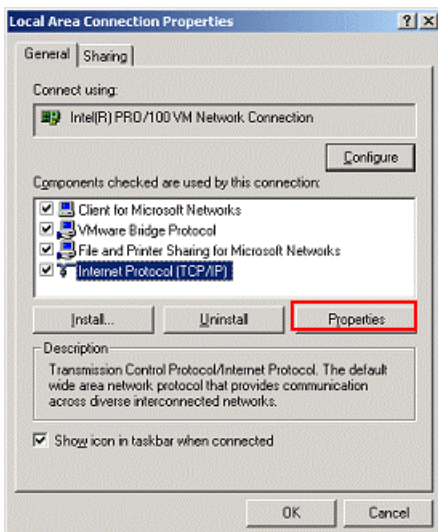 Local Area Connection Properties
General Sharing
Connect using:
Intel(R) PRO/100 VM Network Connection
Configure
Components checked are used by this connection:
Client for Microsoft Networks
VMware Bridge Protocol
File and Printer Sharing for Microsoft Networks
Internet Protocol (TCP/IP)
Install... Uninstall Properties
Description
Transmission Control Protocol/Internet Protocol. The default
wide area network protocol that provides communication
across diverse interconnected networks.
Show icon in taskbar when connected
OK Cancel